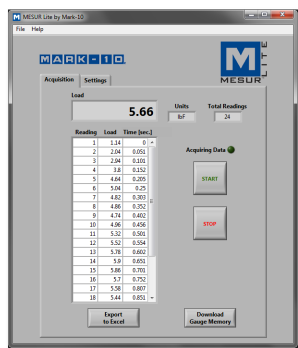 MESUR Lite by Mark-10
File Help
MARK-10
M
MESUR
LITE
Acquisition Settings
Load
5.66
Units Total Readings
lbF 24
Reading Load Time [sec.]
1 1.14 0
2 2.04 0.051
3 2.94 0.101
4 3.8 0.152
5 4.64 0.205
6 5.04 0.25
7 4.82 0.303
8 4.86 0.352
9 4.74 0.402
10 4.96 0.456
11 5.32 0.501
12 5.52 0.554
13 5.78 0.602
14 5.9 0.651
15 5.86 0.701
16 5.7 0.752
17 5.58 0.807
18 5.44 0.851
Acquiring Data
START
STOP
Export
to Excel
Download
Gauge Memory